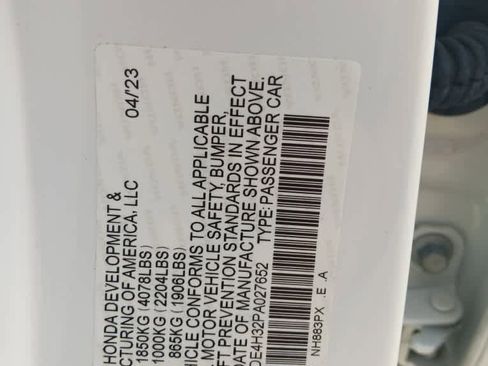 HONDA DEVELOPMENT & 04/'23
CTURING OF AMERICA, LLC
1850KG (4078LBS)
1000KG (2204LBS)
865KG (1906LBS)
HICLE CONFORMS TO ALL APPLICABLE
L MOTOR VEHICLE SAFETY, BUMPER,
FT PREVENTION STANDARDS IN EFFECT
DATE OF MANUFACTURE SHOWN ABOVE.
DE4H32PA027652 TYPE:PASSENGER CAR
NH883PX .E A